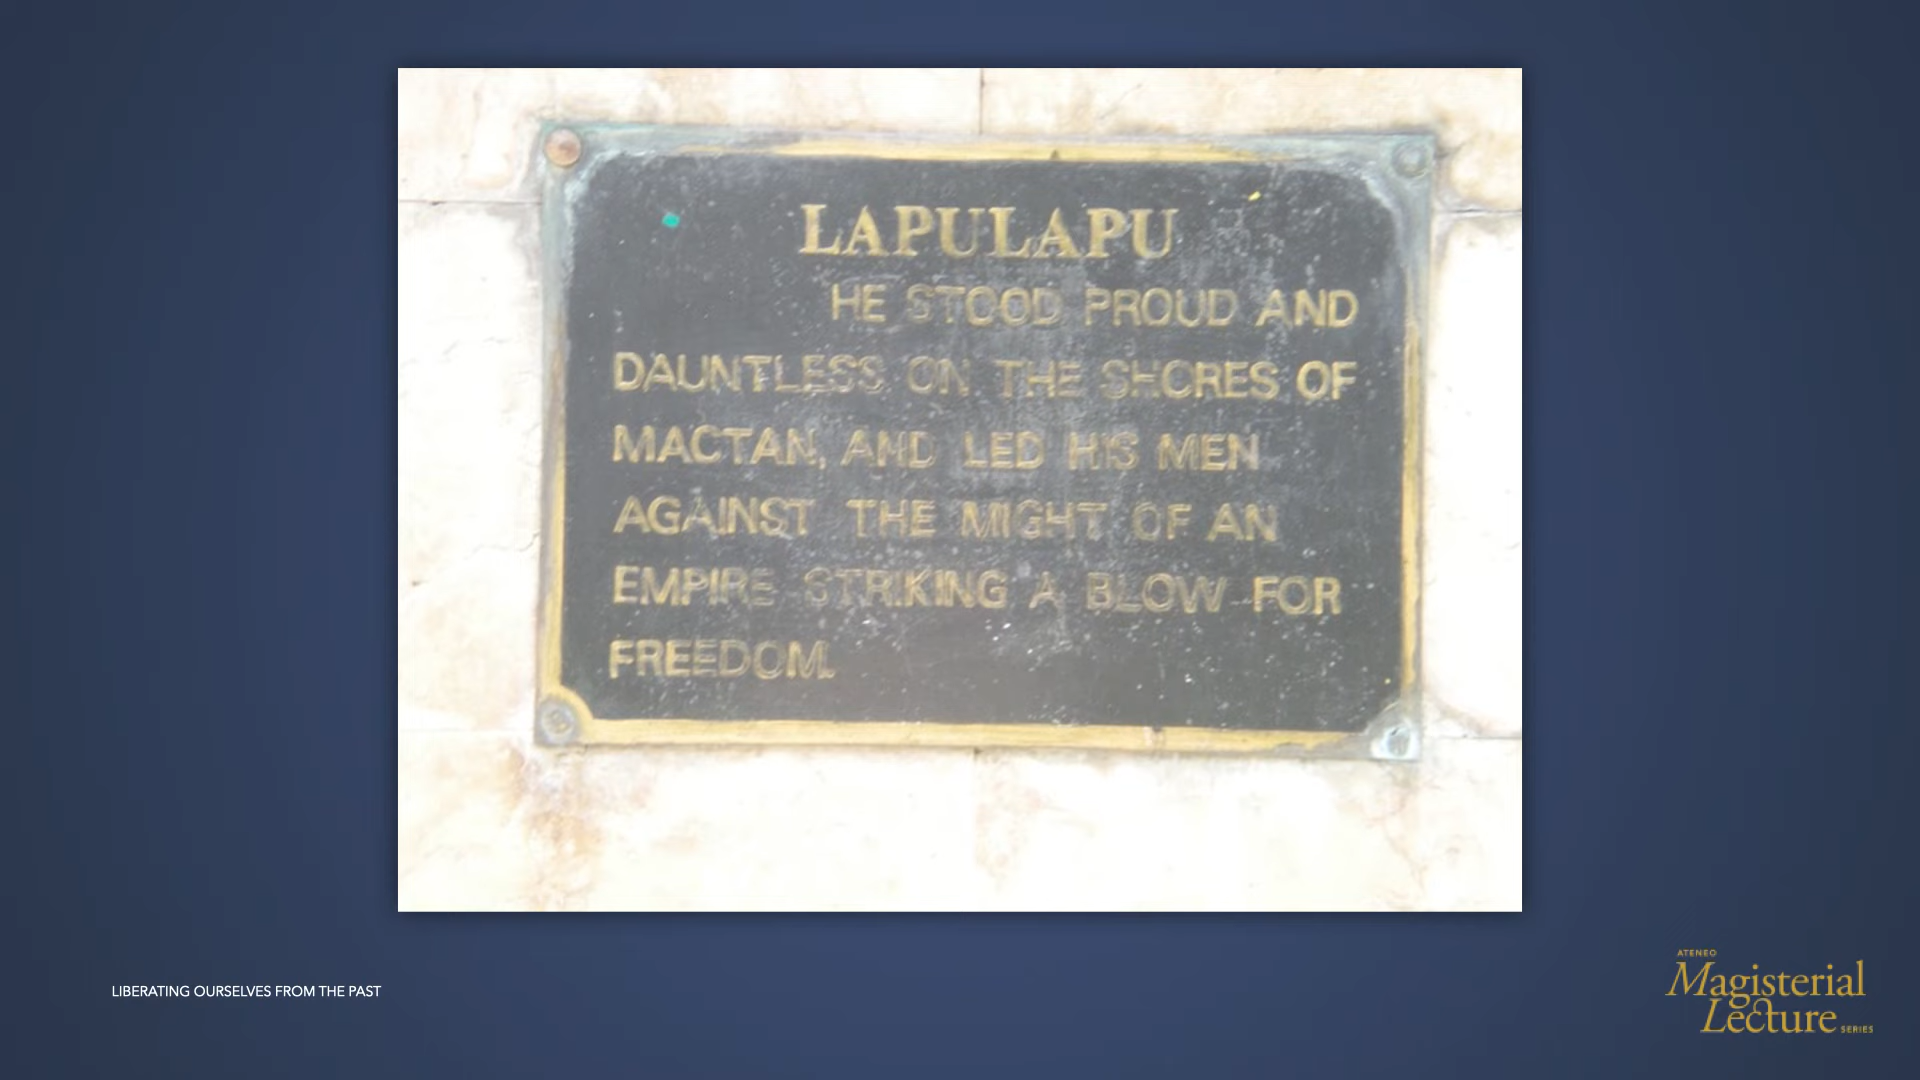 LAPULAPU
HE STOOD PROUD AND
DAUNTLESS ON THE SHORES OF
MACTAN, AND LED HIS MEN
AGAINST THE MIGHT OF AN
EMPIRE STRIKING A BLOW FOR
FREEDOM.
LIBERATING OURSELVES FROM THE PAST
ATENEO
Magisterial
Lecture SERIES